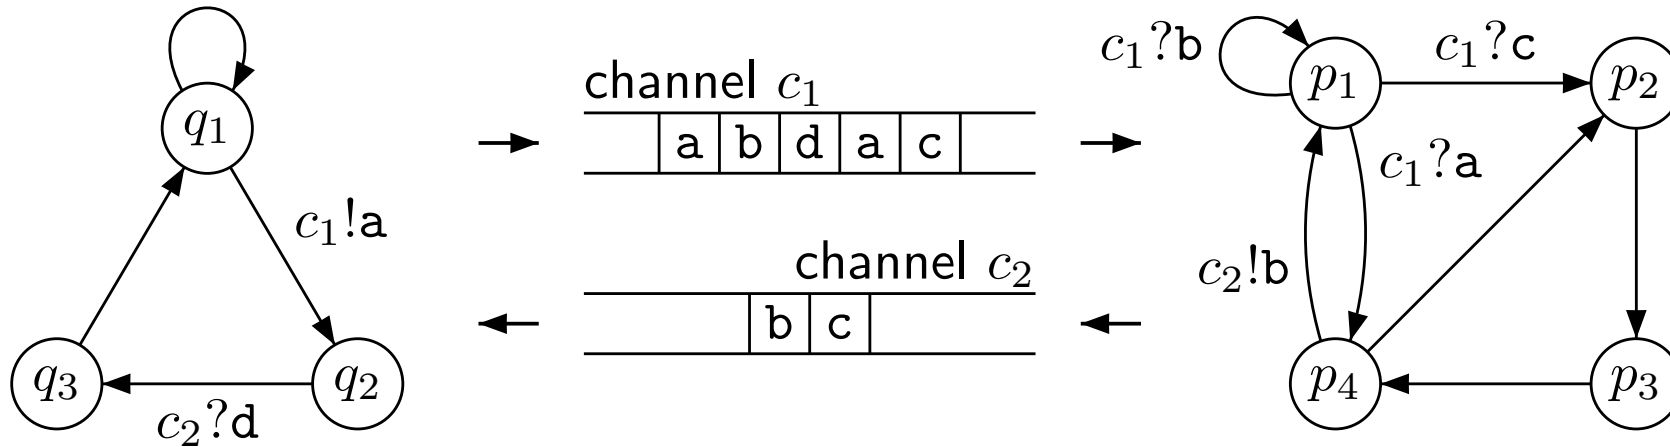 q₁
c₁!a
q₃
q₂
c₂?d
channel c₁
a b d a c
channel c₂
b c
c₁?b
p₁
c₁?c
p₂
c₁?a
c₂!b
p₄
p₃